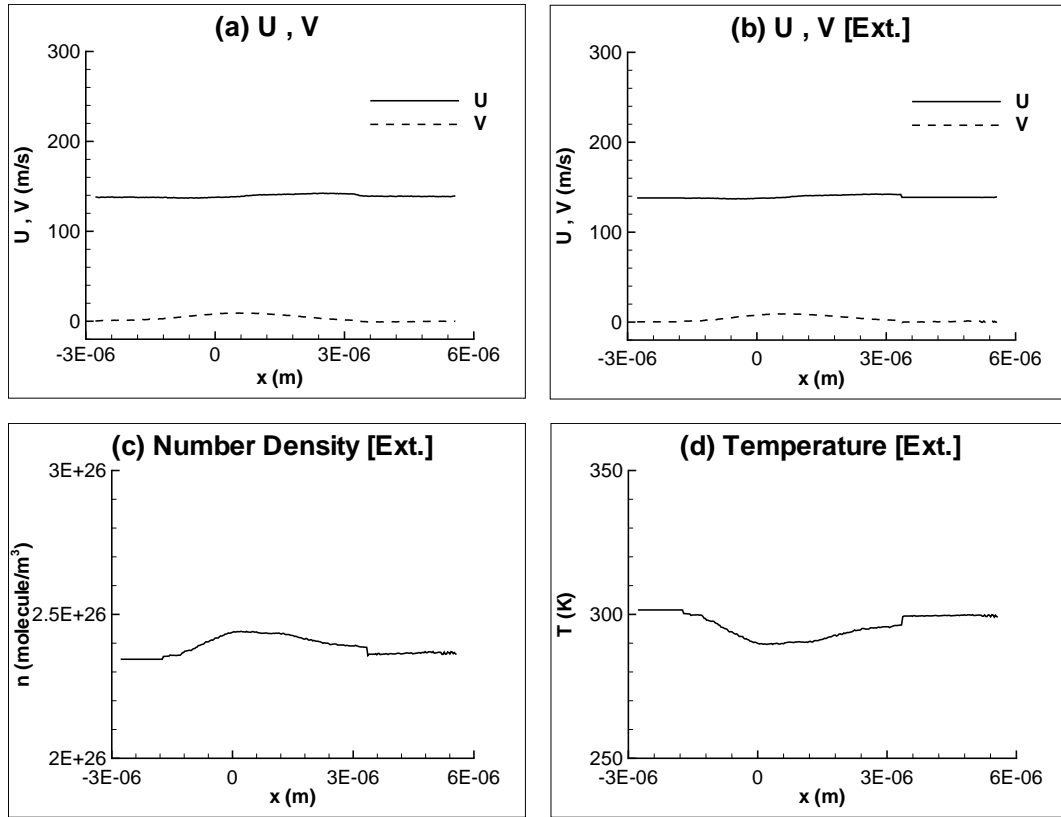 (a) U , V
300
200
100
0
U , V (m/s)
U
V
-3E-06 0 3E-06 6E-06
x (m)
(b) U , V [Ext.]
300
200
100
0
U , V (m/s)
U
V
-3E-06 0 3E-06 6E-06
x (m)
(c) Number Density [Ext.]
3E+26
2.5E+26
2E+26
n (molecule/m³)
-3E-06 0 3E-06 6E-06
x (m)
(d) Temperature [Ext.]
350
300
250
T (K)
-3E-06 0 3E-06 6E-06
x (m)